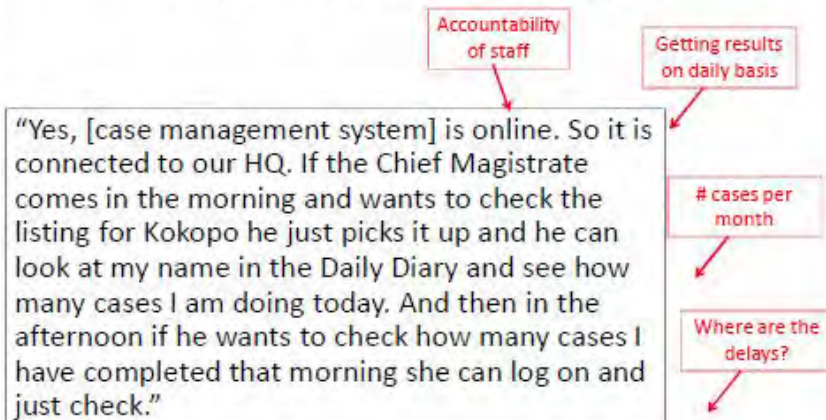 Accountability
of staff
Getting results
on daily basis
“Yes, [case management system] is online. So it is
connected to our HQ. If the Chief Magistrate
comes in the morning and wants to check the
listing for Kokopo he just picks it up and he can
look at my name in the Daily Diary and see how
many cases I am doing today. And then in the
afternoon if he wants to check how many cases I
have completed that morning she can log on and
just check.”
# cases per
month
Where are the
delays?